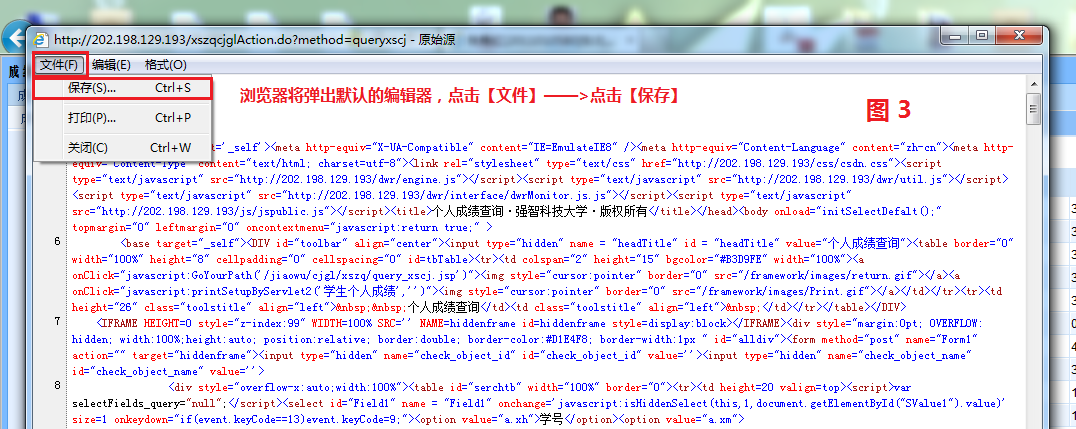 http://202.198.129.193/xszqcjglAction.do?method=queryxscj - 原始源
文件(F) 编辑(E) 格式(O)
保存(S)... Ctrl+S
打印(P)... Ctrl+P
关闭(C) Ctrl+W
浏览器将弹出默认的编辑器，点击【文件】——>点击【保存】
图 3
='_self'><meta http-equiv="X-UA-Compatible" content="IE=EmulateIE8" /><meta http-equiv="Content-Language" content="zh-cn"><meta http-
equiv="Content-Type" content="text/html; charset=utf-8"><link rel="stylesheet" type="text/css" href="http://202.198.129.193/css/csdn.css"><script
type="text/javascript" src="http://202.198.129.193/dwr/engine.js"></script><script type="text/javascript" src="http://202.198.129.193/dwr/util.js"></script>
<script type="text/javascript" src="http://202.198.129.193/dwr/interface/dwrMonitor.js.js"></script><script type="text/javascript"
src="http://202.198.129.193/js/jspublic.js"></script><title>个人成绩查询·强智科技大学·版权所有</title></head><body onload="initSelectDefalt();"
topmargin="0" leftmargin="0" oncontextmenu="javascript:return true;" >
6 <base target="_self"><DIV id="toolbar" align="center"><input type="hidden" name = "headTitle" id = "headTitle" value="个人成绩查询"><table border="0"
width="100%" height="8" cellpadding="0" cellspacing="0" id=tbTable><tr><td colspan="2" height="15" bgcolor="#B3D9FE" width="100%"><a
onClick="javascript:GoYourPath('/jiaowu/cjgl/xszq/query_xscj.jsp')"><img style="cursor:pointer" border="0" src="/framework/images/return.gif"></a><a
onClick="javascript:printSetupByServlet2('学生个人成绩','')"><img style="cursor:pointer" border="0" src="/framework/images/Print.gif"></a></td></tr><tr><td
height="26" class="toolstitle" align="left">&nbsp;&nbsp;个人成绩查询</td><td class="toolstitle" align="left">&nbsp;</td></tr></table></DIV>
7 <IFRAME HEIGHT=0 style="z-index:99" WIDTH=100% SRC='' NAME=hiddenframe id=hiddenframe style=display:block></IFRAME><div style="margin:0pt; OVERFLOW:
hidden; width:100%;height:auto; position:relative; border:double; border-color:#D1E4F8; border-width:1px " id="alldiv"><form method="post" name="Form1"
action="" target="hiddenframe"><input type="hidden" name="check_object_id" id="check_object_id" value=''><input type="hidden" name="check_object_name"
id="check_object_name" value=''>
8 <div style="overflow-x:auto;width:100%"><table id="serchtb" width="100%" border="0"><tr><td height=20 valign=top><script>var
selectFields_query="null";</script><select id="Field1" name = "Field1" onchange='javascript:isHiddenSelect(this,1,document.getElementById("SValue1").value)'
size=1 onkeydown="if(event.keyCode==13)event.keyCode=9;"><option value="a.xh">学号</option><option value="a.xm">